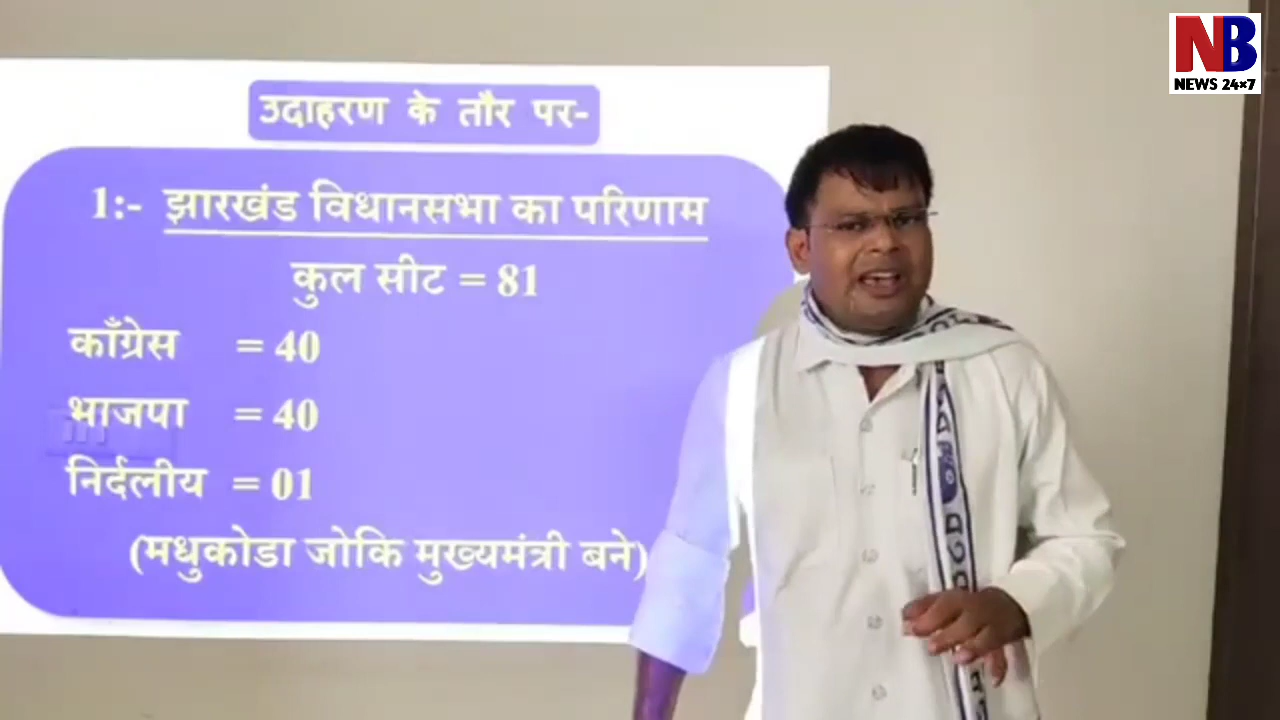 NB
NEWS 24×7
उदाहरण के तौर पर-
1:- झारखंड विधानसभा का परिणाम
कुल सीट = 81
काँग्रेस = 40
भाजपा = 40
निर्दलीय = 01
(मधुकोडा जोकि मुख्यमंत्री बने)